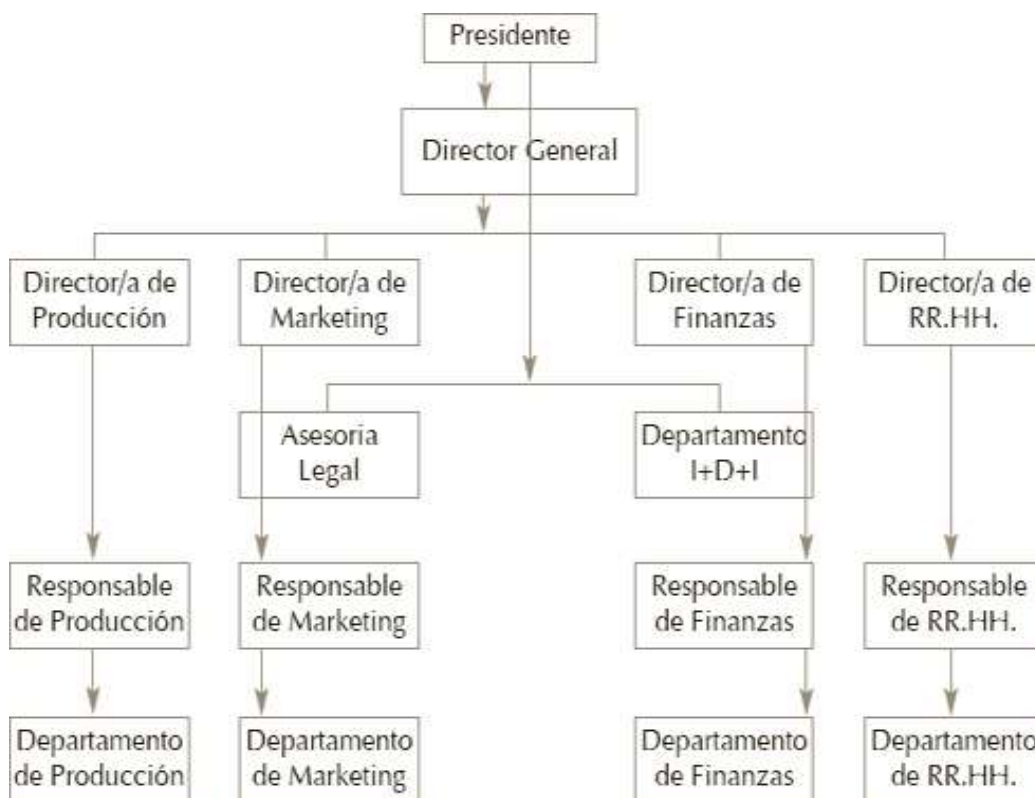 Presidente
Director General
Director/a de
Producción
Director/a de
Marketing
Director/a de
Finanzas
Director/a de
RR.HH.
Asesoria
Legal
Departamento
I+D+I
Responsable
de Producción
Responsable
de Marketing
Responsable
de Finanzas
Responsable
de RR.HH.
Departamento
de Producción
Departamento
de Marketing
Departamento
de Finanzas
Departamento
de RR.HH.